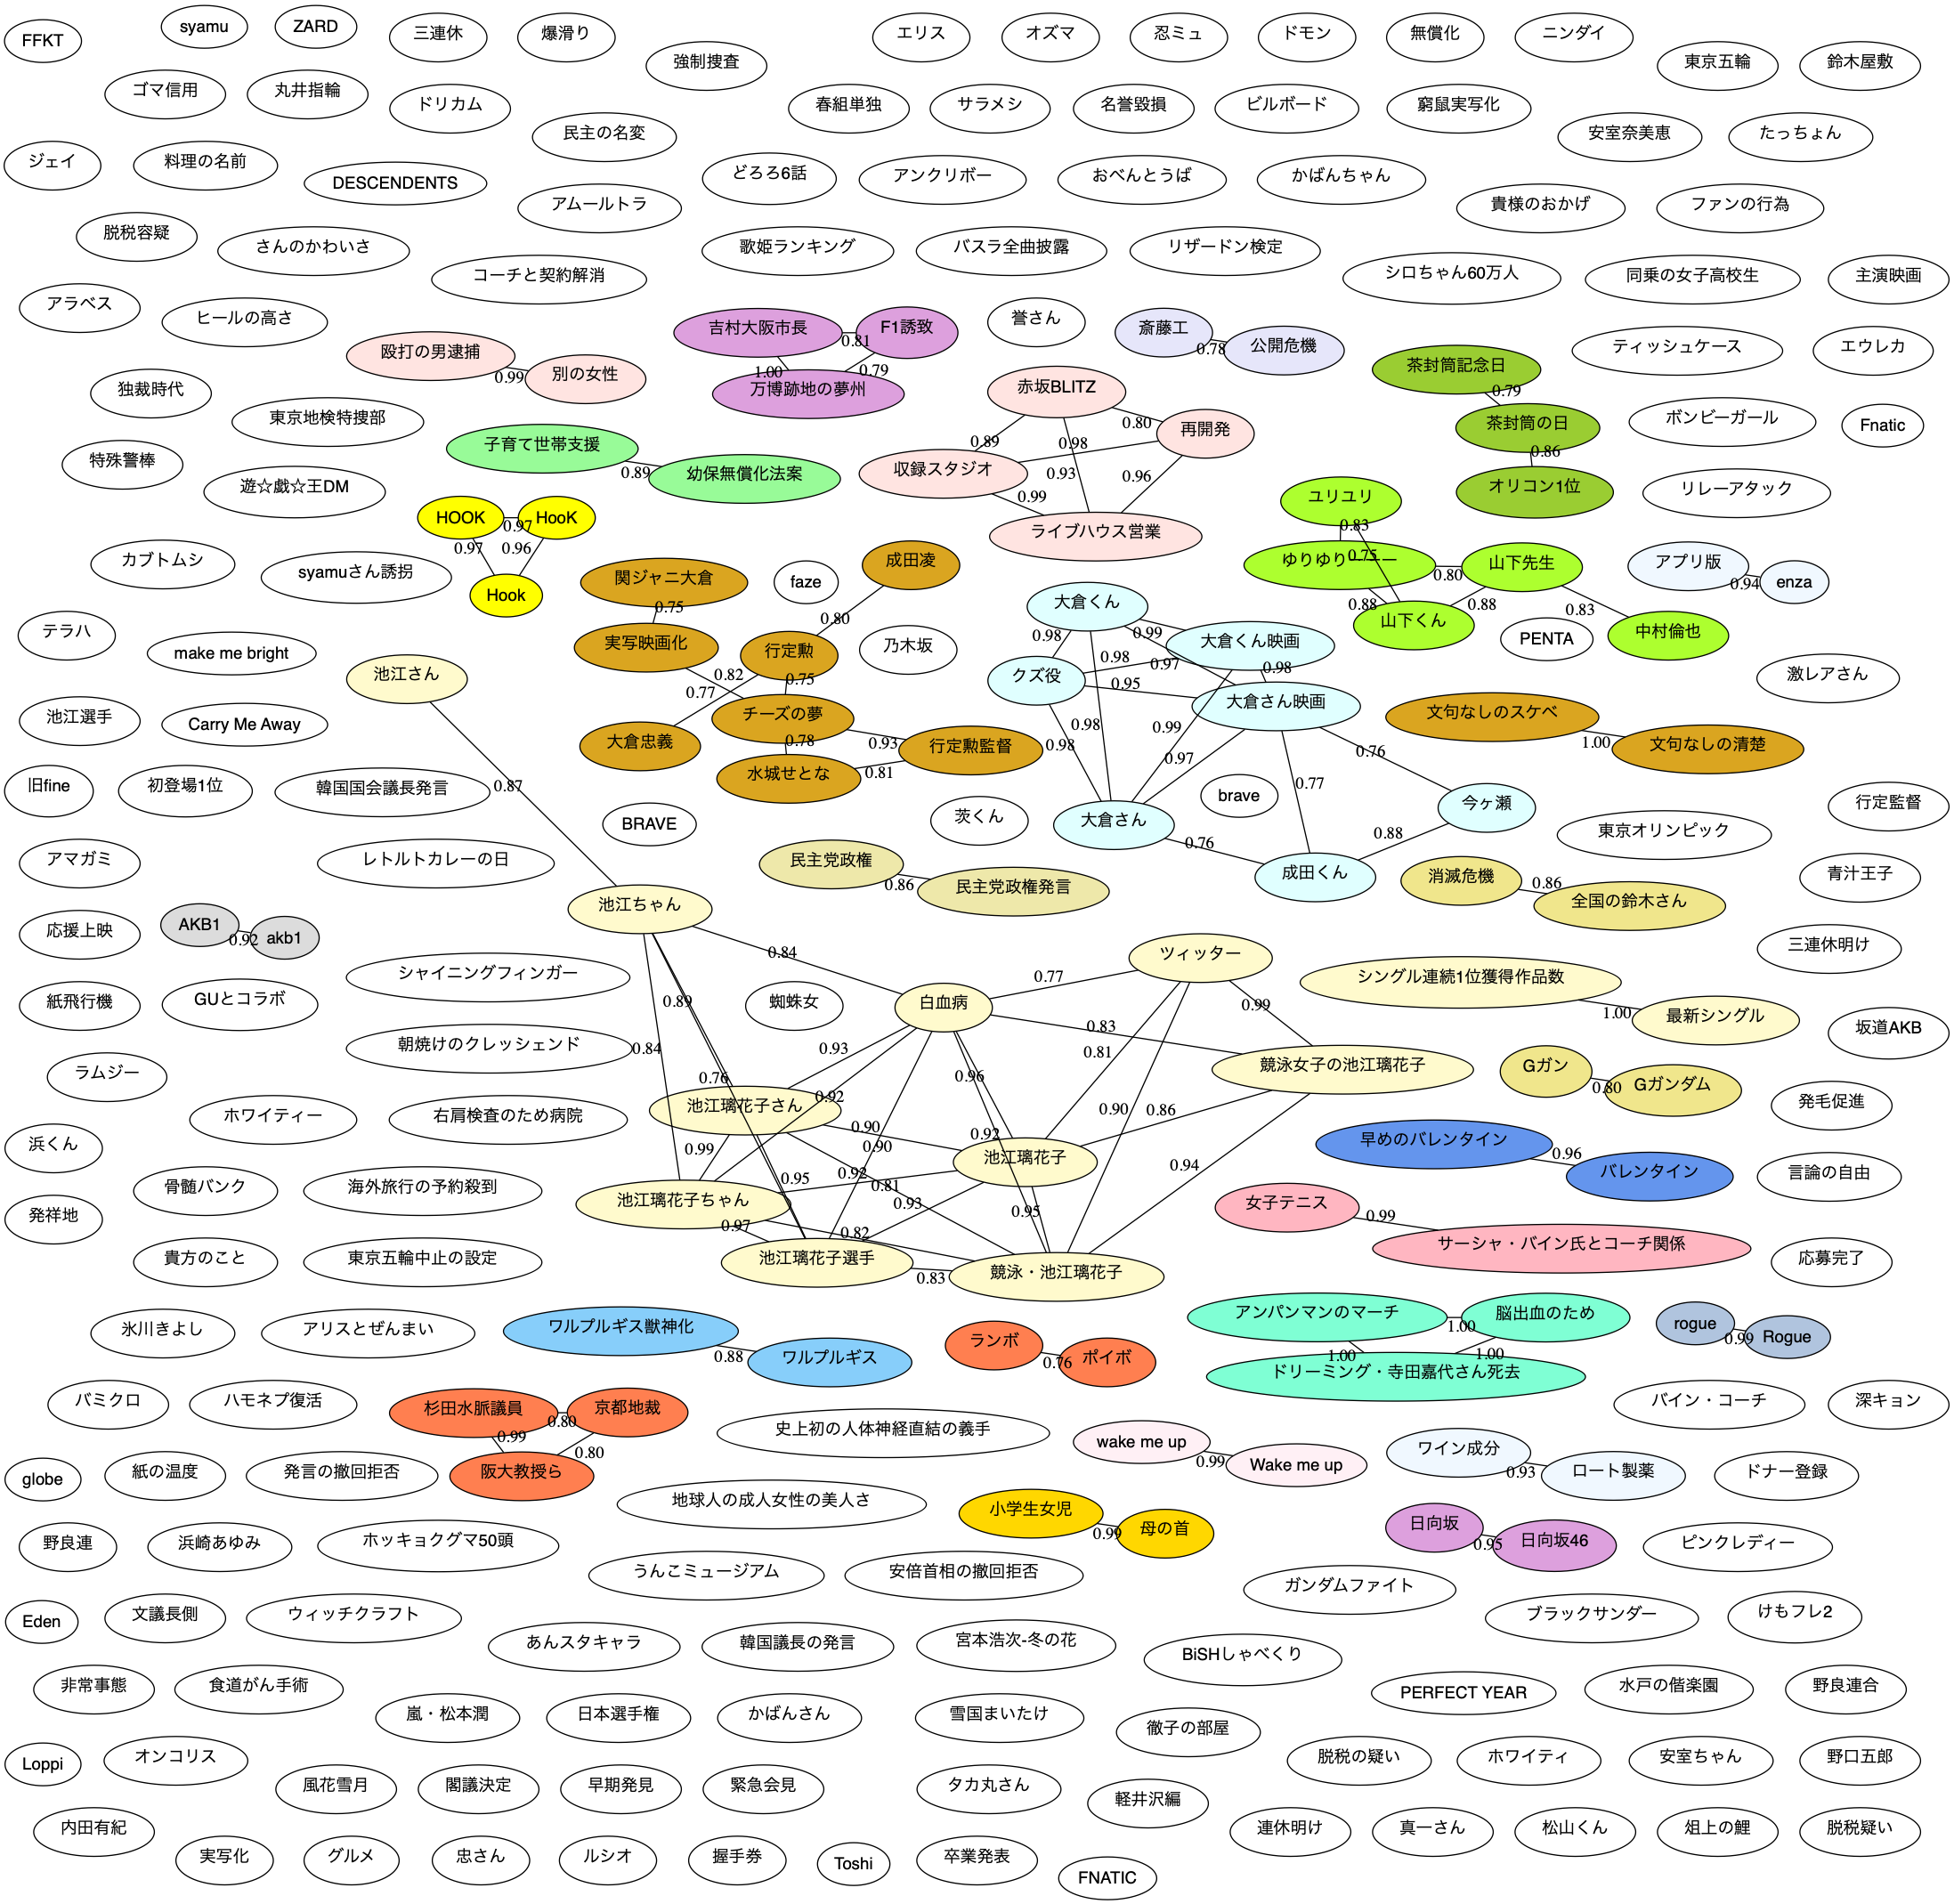 FFKT
syamu
ZARD
三連休
爆滑り
強制捜査
エリス
オズマ
忍ミュ
ドモン
無償化
ニンダイ
東京五輪
鈴木屋敷
ゴマ信用
丸井指輪
ドリカム
民主の名変
春組単独
サラメシ
名誉毀損
ビルボード
窮鼠実写化
安室奈美恵
たっちょん
ジェイ
料理の名前
DESCENDENTS
アムールトラ
どろろ6話
アンクリボー
おべんとうば
かばんちゃん
貴様のおかげ
ファンの行為
脱税容疑
さんのかわいさ
コーチと契約解消
歌姫ランキング
バスラ全曲披露
リザードン検定
シロちゃん60万人
同乗の女子高校生
主演映画
アラベス
ヒールの高さ
殴打の男逮捕
0.99
別の女性
吉村大阪市長
0.81
F1誘致
1.00
0.79
万博跡地の夢州
誉さん
斎藤工
0.78
公開危機
茶封筒記念日
0.79
茶封筒の日
0.86
オリコン1位
ティッシュケース
エウレカ
独裁時代
東京地検特捜部
子育て世帯支援
0.89
幼保無償化法案
赤坂BLITZ
0.80
再開発
0.89
0.98
0.93
0.96
収録スタジオ
0.99
ライブハウス営業
ボンビーガール
Fnatic
特殊警棒
遊☆戯☆王DM
HOOK
0.97
HooK
0.97
0.96
Hook
ユリユリ
0.83
0.75
ゆりゆりー
0.80
山下先生
0.88
0.88
0.83
山下くん
中村倫也
リレーアタック
カブトムシ
syamuさん誘拐
関ジャニ大倉
0.75
実写映画化
faze
成田凌
0.80
行定勲
0.82
0.77
0.75
チーズの夢
大倉忠義
0.78
0.93
水城せとな
0.81
行定勲監督
乃木坂
アプリ版
0.94
enza
PENTA
激レアさん
テラハ
make me bright
池江さん
大倉くん
0.98
0.99
大倉くん映画
0.98
0.97
0.98
クズ役
0.95
大倉さん映画
0.98
0.98
0.99
0.97
0.77
0.76
大倉さん
0.76
brave
今ヶ瀬
0.88
成田くん
文句なしのスケベ
1.00
文句なしの清楚
池江選手
Carry Me Away
旧fine
初登場1位
韓国国会議長発言
0.87
BRAVE
茨くん
東京オリンピック
行定監督
アマガミ
レトルトカレーの日
池江ちゃん
民主党政権
0.86
民主党政権発言
消滅危機
0.86
全国の鈴木さん
青汁王子
応援上映
AKB1
0.92
akb1
シャイニングフィンガー
0.84
0.89
蜘蛛女
白血病
0.77
ツィッター
0.99
0.83
シングル連続1位獲得作品数
1.00
最新シングル
三連休明け
紙飛行機
GUとコラボ
朝焼けのクレッシェンド
0.84
0.76
0.93
0.96
0.81
競泳女子の池江璃花子
Gガン
0.80
Gガンダム
坂道AKB
ラムジー
ホワイティー
右肩検査のため病院
池江璃花子さん
0.92
0.90
0.90
0.92
0.90
0.86
0.99
池江璃花子
0.94
早めのバレンタイン
0.96
バレンタイン
発毛促進
浜くん
骨髄バンク
海外旅行の予約殺到
池江璃花子ちゃん
0.95
0.92
0.81
0.93
0.95
0.97
0.82
池江璃花子選手
0.83
競泳・池江璃花子
女子テニス
0.99
サーシャ・バイン氏とコーチ関係
言論の自由
発祥地
貴方のこと
東京五輪中止の設定
応募完了
氷川きよし
アリスとぜんまい
ワルプルギス獣神化
0.88
ワルプルギス
ランボ
0.76
ポイボ
アンパンマンのマーチ
1.00
脳出血のため
1.00
1.00
ドリーミング・寺田嘉代さん死去
rogue
0.99
Rogue
バミクロ
ハモネプ復活
杉田水脈議員
0.80
京都地裁
0.99
0.80
阪大教授ら
史上初の人体神経直結の義手
wake me up
0.99
Wake me up
ワイン成分
0.93
ロート製薬
バイン・コーチ
深キョン
globe
紙の温度
発言の撤回拒否
地球人の成人女性の美人さ
小学生女児
0.99
母の首
日向坂
0.95
日向坂46
ドナー登録
野良連
浜崎あゆみ
ホッキョクグマ50頭
うんこミュージアム
安倍首相の撤回拒否
ガンダムファイト
ピンクレディー
Eden
文議長側
ウィッチクラフト
あんスタキャラ
韓国議長の発言
宮本浩次-冬の花
BiSHしゃべくり
ブラックサンダー
けもフレ2
非常事態
食道がん手術
嵐・松本潤
日本選手権
かばんさん
雪国まいたけ
徹子の部屋
PERFECT YEAR
水戸の偕楽園
野良連合
Loppi
オンコリス
風花雪月
閣議決定
早期発見
緊急会見
タカ丸さん
軽井沢編
脱税の疑い
ホワイティ
安室ちゃん
野口五郎
内田有紀
実写化
グルメ
忠さん
ルシオ
握手券
Toshi
卒業発表
FNATIC
連休明け
真一さん
松山くん
俎上の鯉
脱税疑い